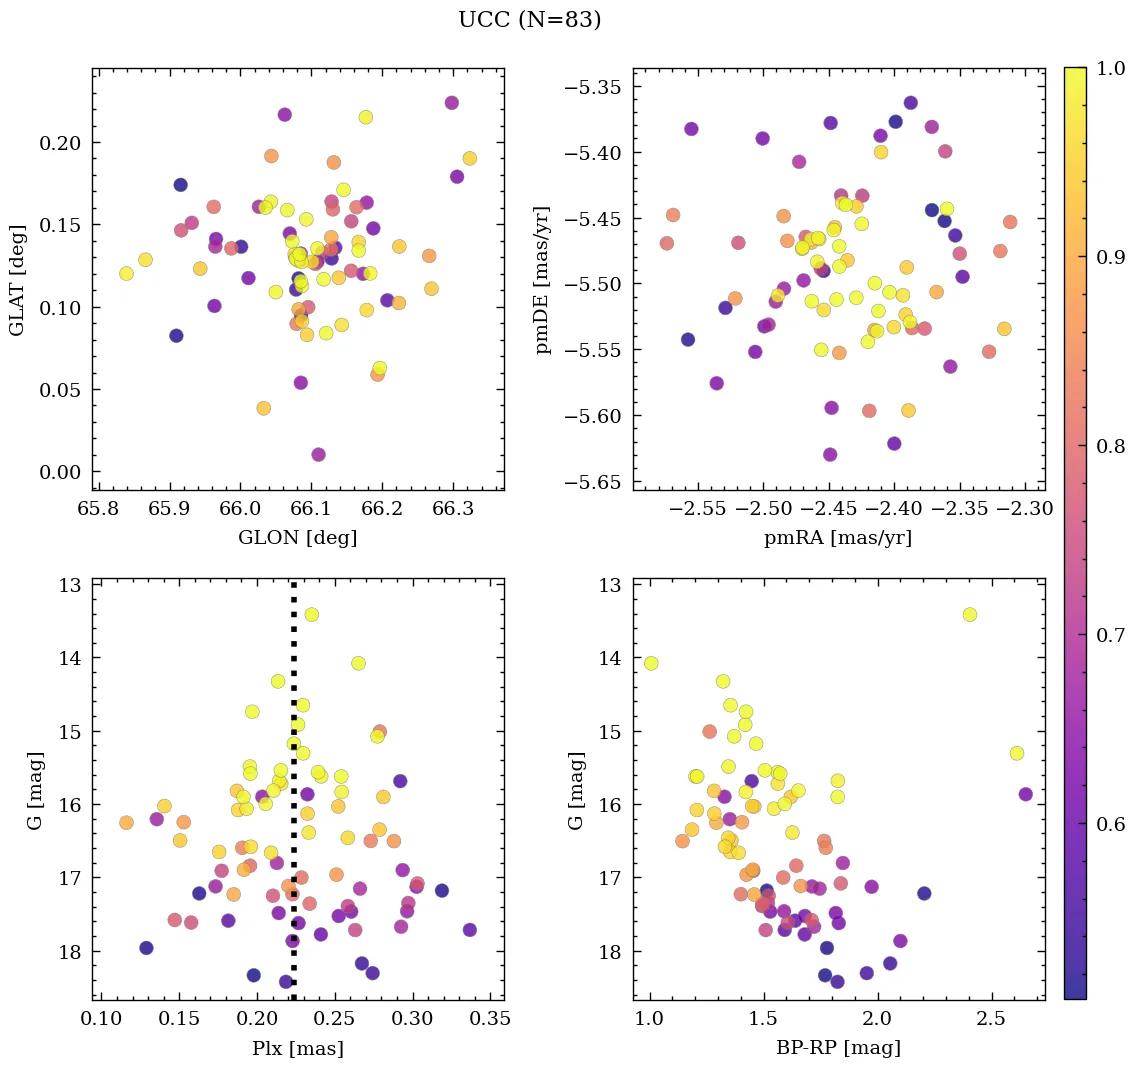 UCC (N=83)
0.20
0.15
0.10
0.05
0.00
GLAT [deg]
65.8 65.9 66.0 66.1 66.2 66.3
GLON [deg]
−5.35
−5.40
−5.45
−5.50
−5.55
−5.60
−5.65
pmDE [mas/yr]
−2.55 −2.50 −2.45 −2.40 −2.35 −2.30
pmRA [mas/yr]
1.0
0.9
0.8
0.7
0.6
13
14
15
16
17
18
G [mag]
0.10 0.15 0.20 0.25 0.30 0.35
Plx [mas]
13
14
15
16
17
18
G [mag]
1.0 1.5 2.0 2.5
BP-RP [mag]